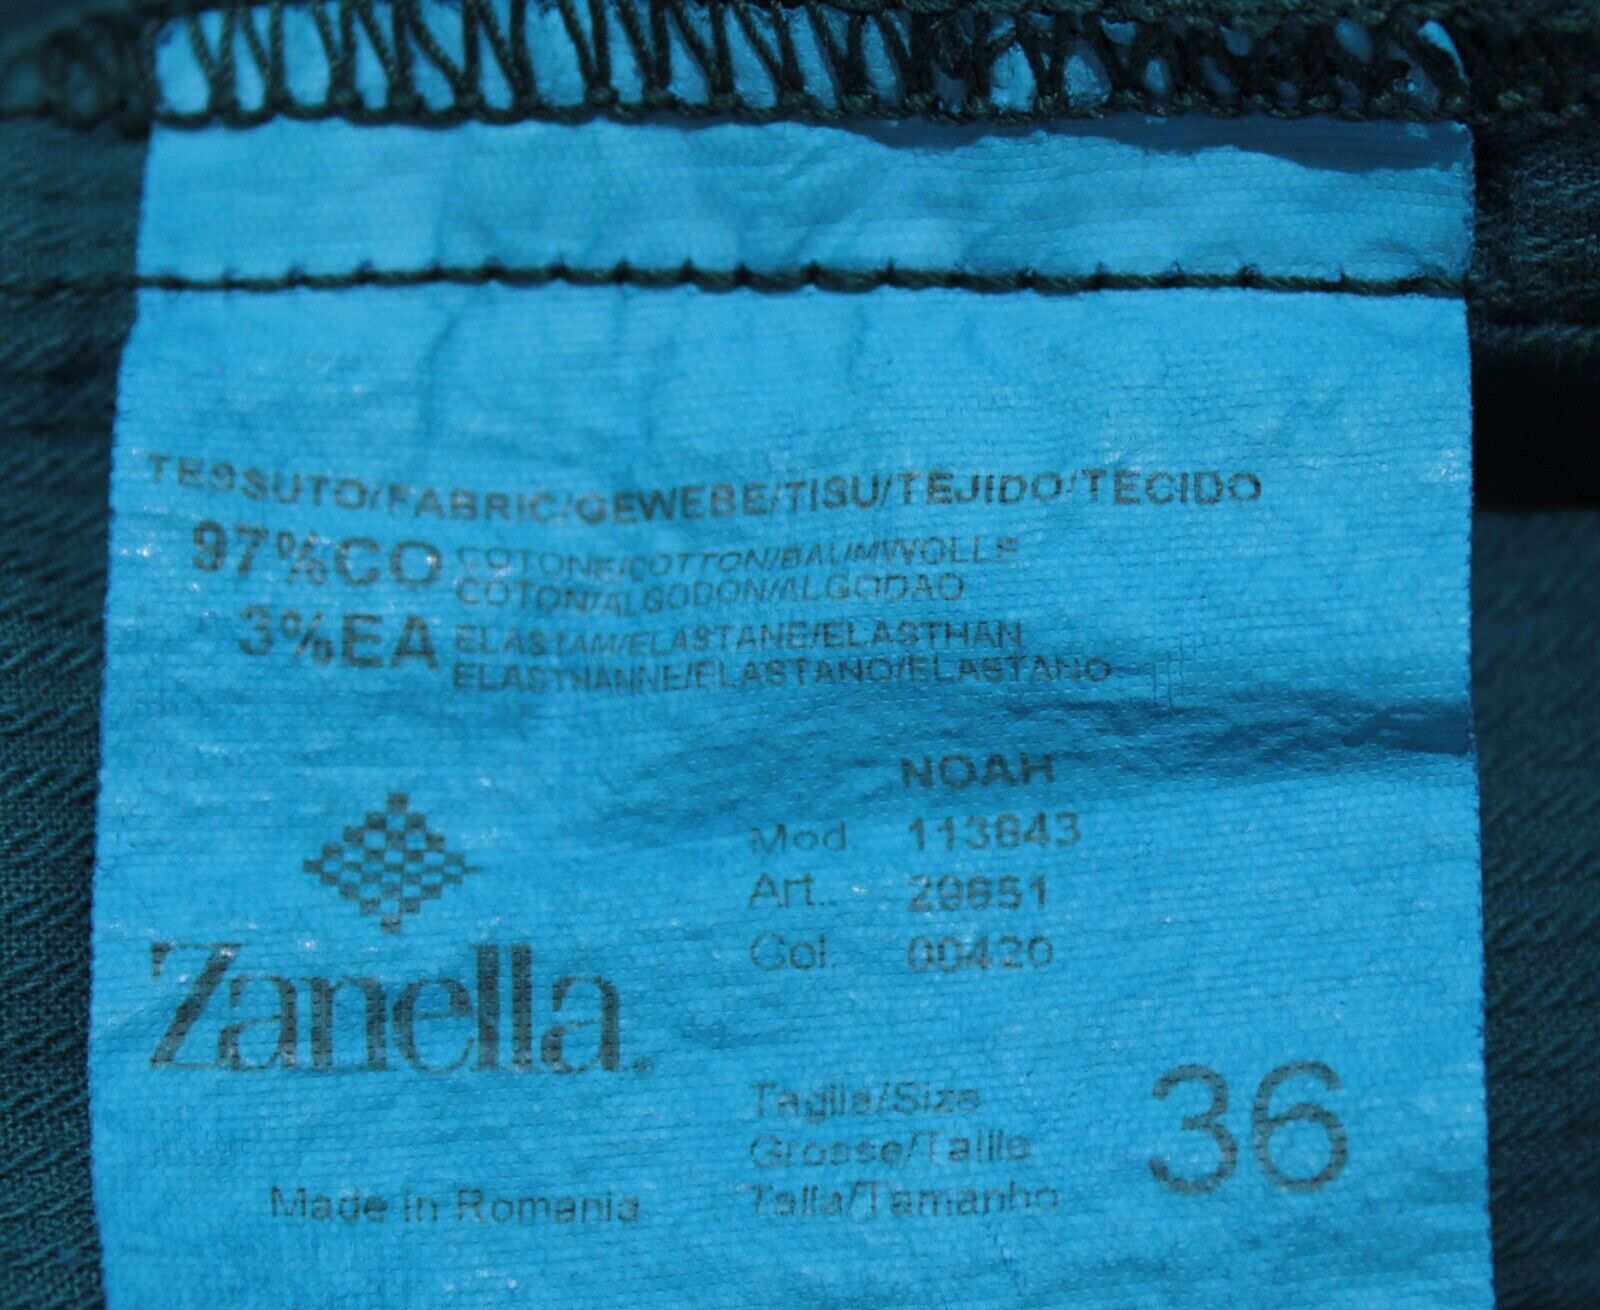 TESSUTO/FABRIC/GEWEBE/TISU/TEJIDO/TECIDO
97%CO COTONE/COTTON/BAUMWOLLE
COTON/ALGODON/ALGODAO
3%EA ELASTAM/ELASTANE/ELASTHAN
ELASTHANNE/ELASTANO/ELASTANO
NOAH
Mod. 113843
Art. 29651
Col. 00420
Zanella.
Taglie/Size
Grosse/Taille
Talla/Tamanho
36
Made in Romania